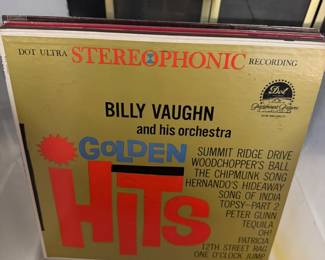 DOT ULTRA STEREOPHONIC RECORDING
Dot
BILLY VAUGHN
and his orchestra
GOLDEN
HITS
SUMMIT RIDGE DRIVE
WOODCHOPPER'S BALL
THE CHIPMUNK SONG
HERNANDO'S HIDEAWAY
SONG OF INDIA
TOPSY-PART 2
PETER GUNN
TEQUILA
OH!
PATRICIA
12TH STREET RAG
ONE O'CLOCK JUMP